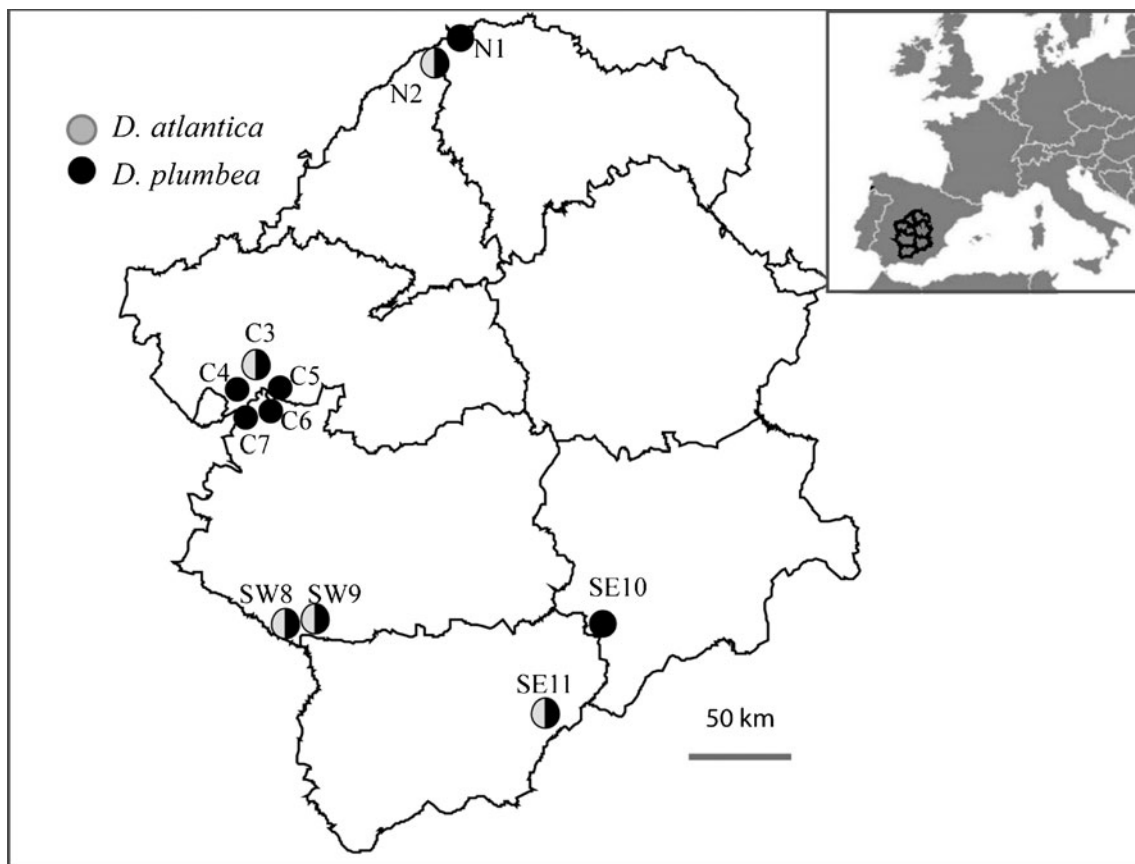 N1
N2
D. atlantica
D. plumbea
C3
C4
C5
C6
C7
SW8
SW9
SE10
SE11
50 km